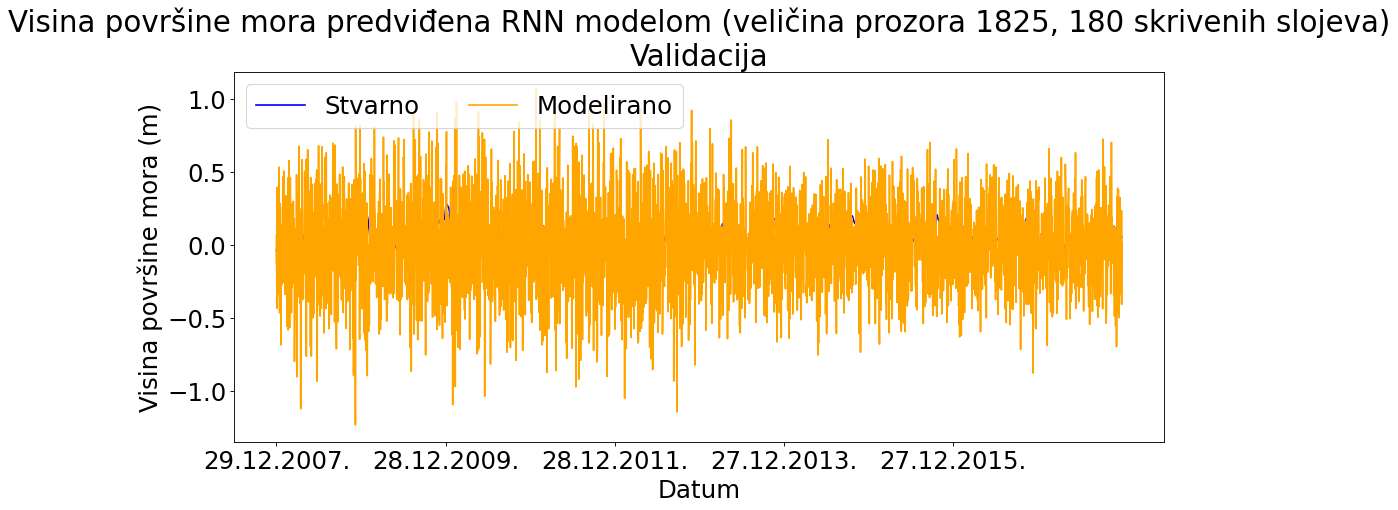 Visina površine mora predviđena RNN modelom (veličina prozora 1825, 180 skrivenih slojeva)
Validacija
Stvarno
Modelirano
Visina površine mora (m)
1.0
0.5
0.0
−0.5
−1.0
29.12.2007.
28.12.2009.
28.12.2011.
27.12.2013.
27.12.2015.
Datum